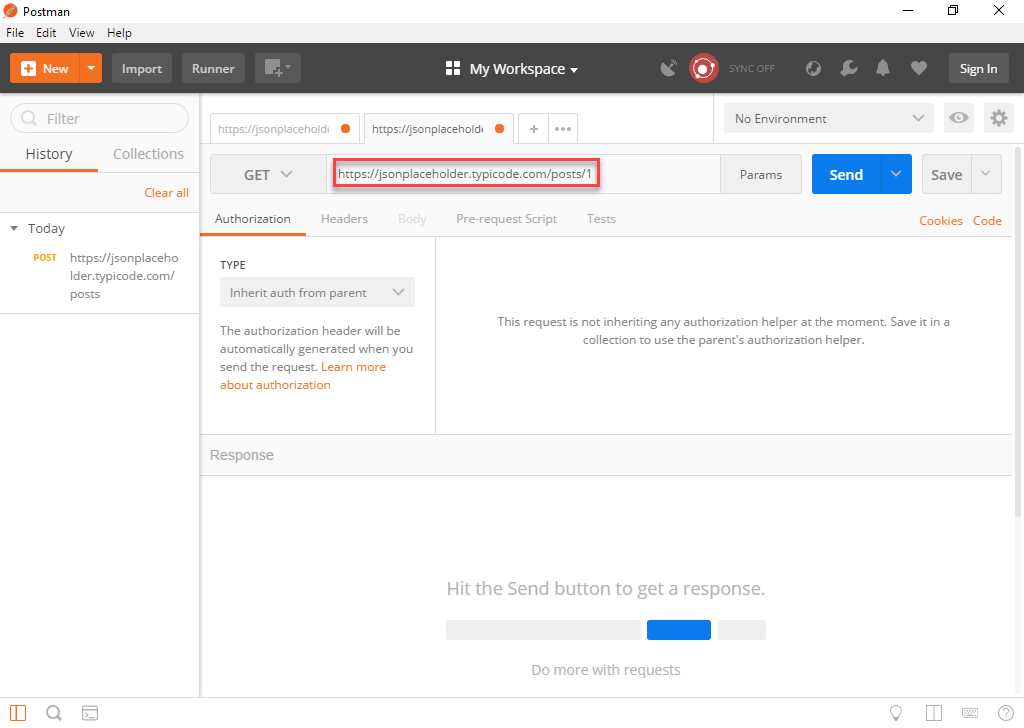 Postman
File Edit View Help
New Import Runner My Workspace SYNC OFF Sign In
Filter
History Collections
Clear all
Today
POST https://jsonplaceho
lder.typicode.com/
posts
https://jsonplaceholde https://jsonplaceholde + ••• No Environment
GET https://jsonplaceholder.typicode.com/posts/1 Params Send Save
Authorization Headers Body Pre-request Script Tests Cookies Code
TYPE
Inherit auth from parent
The authorization header will be
automatically generated when you
send the request. Learn more
about authorization
This request is not inheriting any authorization helper at the moment. Save it in a
collection to use the parent's authorization helper.
Response
Hit the Send button to get a response.
Do more with requests